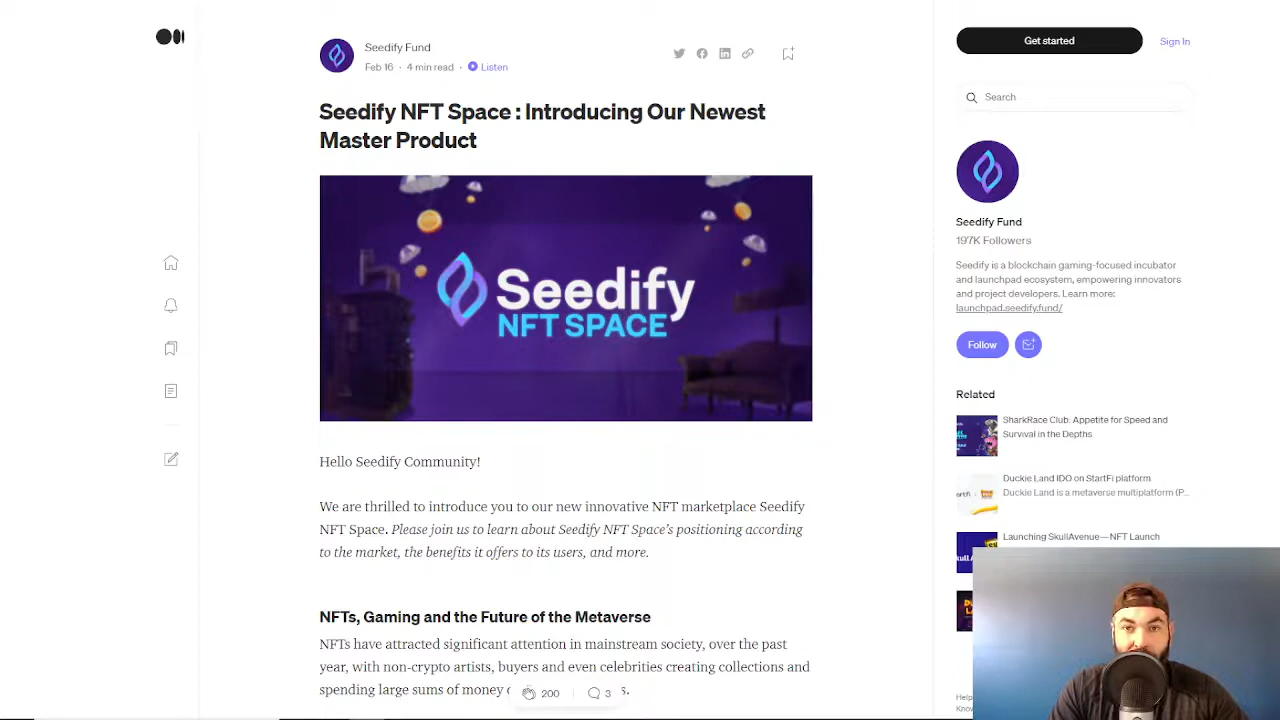 Seedify Fund
Feb 16 · 4 min read · Listen
Seedify NFT Space : Introducing Our Newest
Master Product
Seedify
NFT SPACE
Hello Seedify Community!
We are thrilled to introduce you to our new innovative NFT marketplace Seedify
NFT Space. Please join us to learn about Seedify NFT Space's positioning according
to the market, the benefits it offers to its users, and more.
NFTs, Gaming and the Future of the Metaverse
NFTs have attracted significant attention in mainstream society, over the past
year, with non-crypto artists, buyers and even celebrities creating collections and
spending large sums of money
200
3
Get started
Sign In
Search
Seedify Fund
197K Followers
Seedify is a blockchain gaming-focused incubator
and launchpad ecosystem, empowering innovators
and project developers. Learn more:
launchpad.seedify.fund/
Follow
Related
SharkRace Club: Appetite for Speed and
Survival in the Depths
Duckie Land IDO on StartFi platform
Duckie Land is a metaverse multiplatform (P...
Launching SkullAvenue—NFT Launch
Help